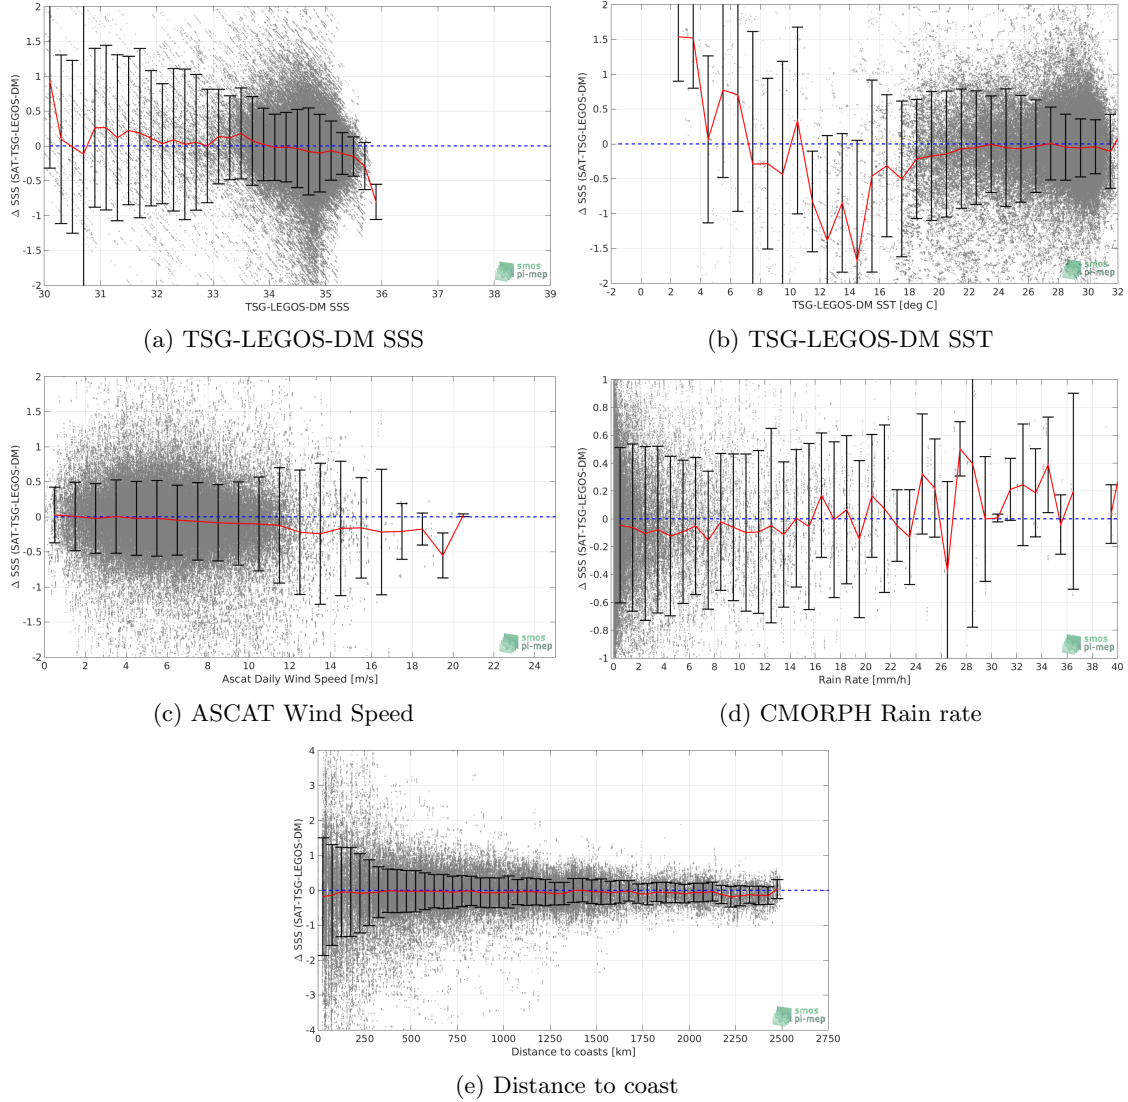 2
1.5
1
0.5
0
-0.5
-1
-1.5
-2
Δ SSS (SAT-TSG-LEGOS-DM)
30 31 32 33 34 35 36 37 38 39
TSG-LEGOS-DM SSS
smos
pi-mep
(a) TSG-LEGOS-DM SSS
2
1.5
1
0.5
0
-0.5
-1
-1.5
-2
Δ SSS (SAT-TSG-LEGOS-DM)
-2 0 2 4 6 8 10 12 14 16 18 20 22 24 26 28 30 32
TSG-LEGOS-DM SST [deg C]
smos
pi-mep
(b) TSG-LEGOS-DM SST
2
1.5
1
0.5
0
-0.5
-1
-1.5
-2
Δ SSS (SAT-TSG-LEGOS-DM)
0 2 4 6 8 10 12 14 16 18 20 22 24
Ascat Daily Wind Speed [m/s]
smos
pi-mep
(c) ASCAT Wind Speed
1
0.8
0.6
0.4
0.2
0
-0.2
-0.4
-0.6
-0.8
-1
Δ SSS (SAT-TSG-LEGOS-DM)
0 2 4 6 8 10 12 14 16 18 20 22 24 26 28 30 32 34 36 38 40
Rain Rate [mm/h]
smos
pi-mep
(d) CMORPH Rain rate
4
3
2
1
0
-1
-2
-3
-4
Δ SSS (SAT-TSG-LEGOS-DM)
0 250 500 750 1000 1250 1500 1750 2000 2250 2500 2750
Distance to coasts [km]
smos
pi-mep
(e) Distance to coast